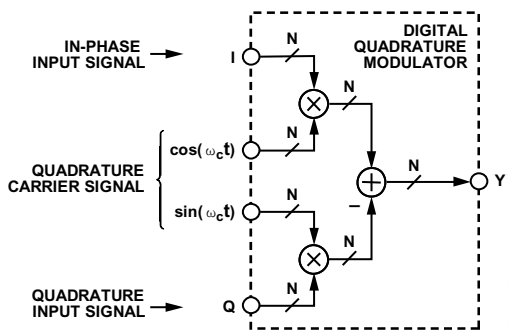 IN-PHASE
INPUT SIGNAL
I
N
N
DIGITAL
QUADRATURE
MODULATOR
QUADRATURE
CARRIER SIGNAL
cos(ωct)
N
sin(ωct)
N
N
N
–
Y
QUADRATURE
INPUT SIGNAL
Q
N